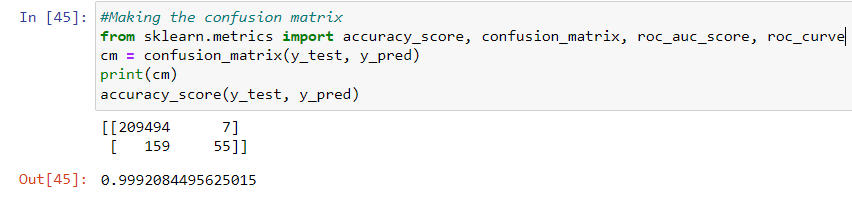 In [45]: #Making the confusion matrix
from sklearn.metrics import accuracy_score, confusion_matrix, roc_auc_score, roc_curve
cm = confusion_matrix(y_test, y_pred)
print(cm)
accuracy_score(y_test, y_pred)
[[209494      7]
 [   159     55]]
Out[45]: 0.9992084495625015